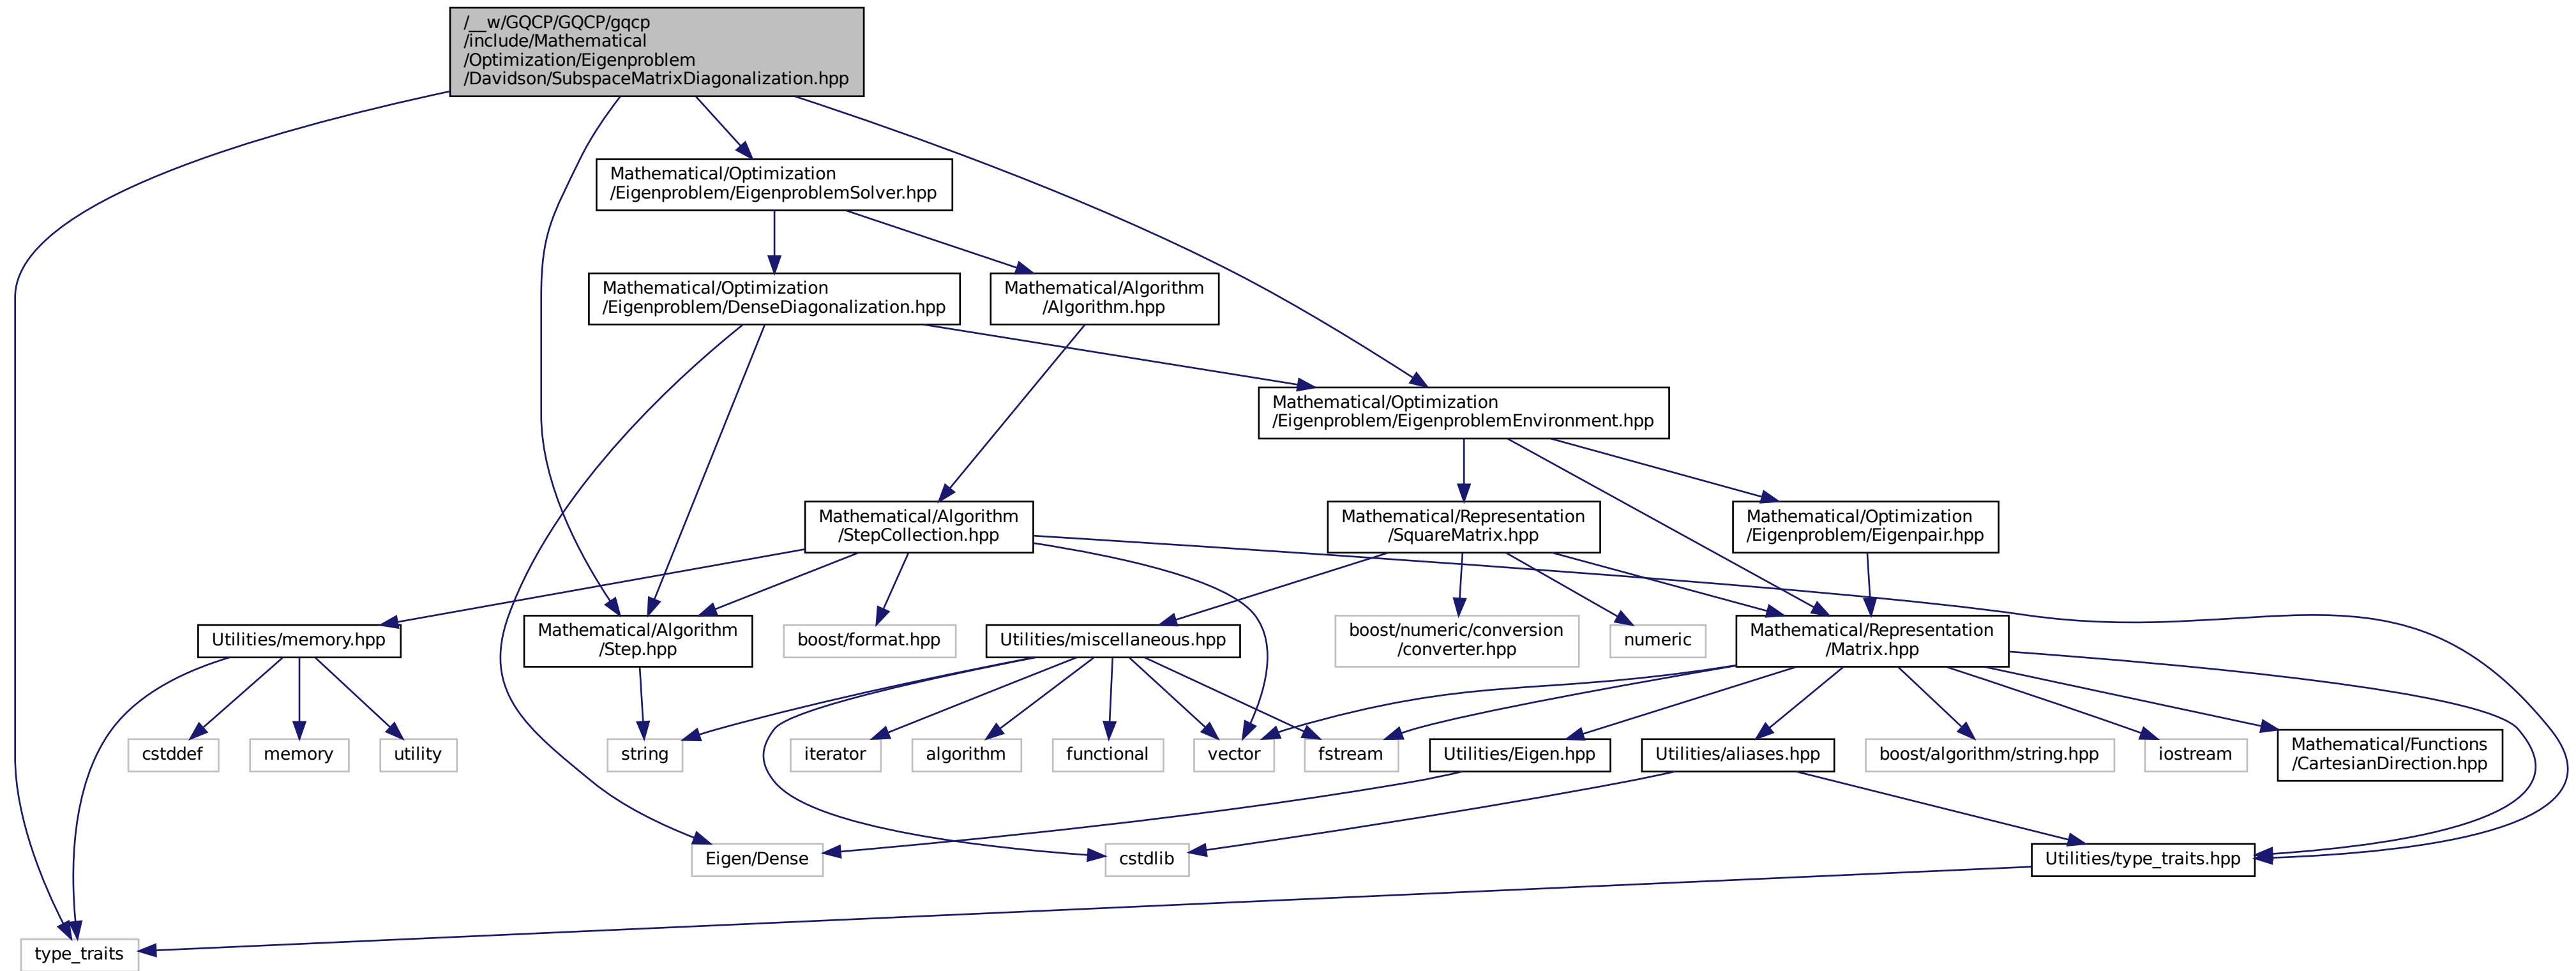 /__w/GQCP/GQCP/gqcp
/include/Mathematical
/Optimization/Eigenproblem
/Davidson/SubspaceMatrixDiagonalization.hpp
Mathematical/Optimization
/Eigenproblem/EigenproblemSolver.hpp
Mathematical/Optimization
/Eigenproblem/DenseDiagonalization.hpp
Mathematical/Algorithm
/Algorithm.hpp
Mathematical/Optimization
/Eigenproblem/EigenproblemEnvironment.hpp
Mathematical/Algorithm
/StepCollection.hpp
Mathematical/Representation
/SquareMatrix.hpp
Mathematical/Optimization
/Eigenproblem/Eigenpair.hpp
Utilities/memory.hpp
Mathematical/Algorithm
/Step.hpp
boost/format.hpp
Utilities/miscellaneous.hpp
boost/numeric/conversion
/converter.hpp
numeric
Mathematical/Representation
/Matrix.hpp
cstddef
memory
utility
string
iterator
algorithm
functional
vector
fstream
Utilities/Eigen.hpp
Utilities/aliases.hpp
boost/algorithm/string.hpp
iostream
Mathematical/Functions
/CartesianDirection.hpp
Eigen/Dense
cstdlib
Utilities/type_traits.hpp
type_traits